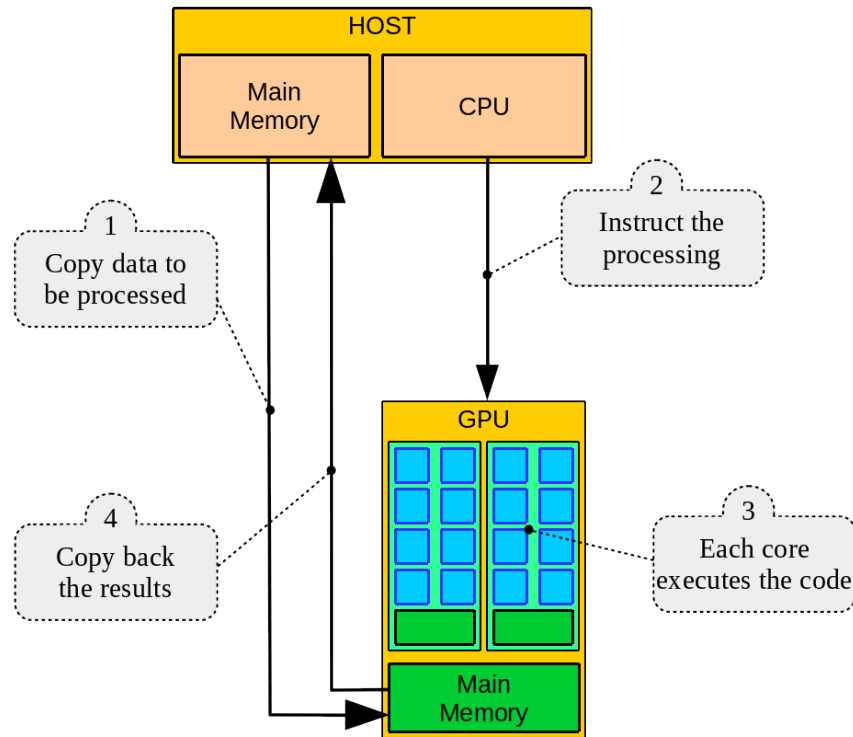 HOST
Main
Memory
CPU
1
Copy data to
be processed
2
Instruct the
processing
GPU
4
Copy back
the results
3
Each core
executes the code
Main
Memory